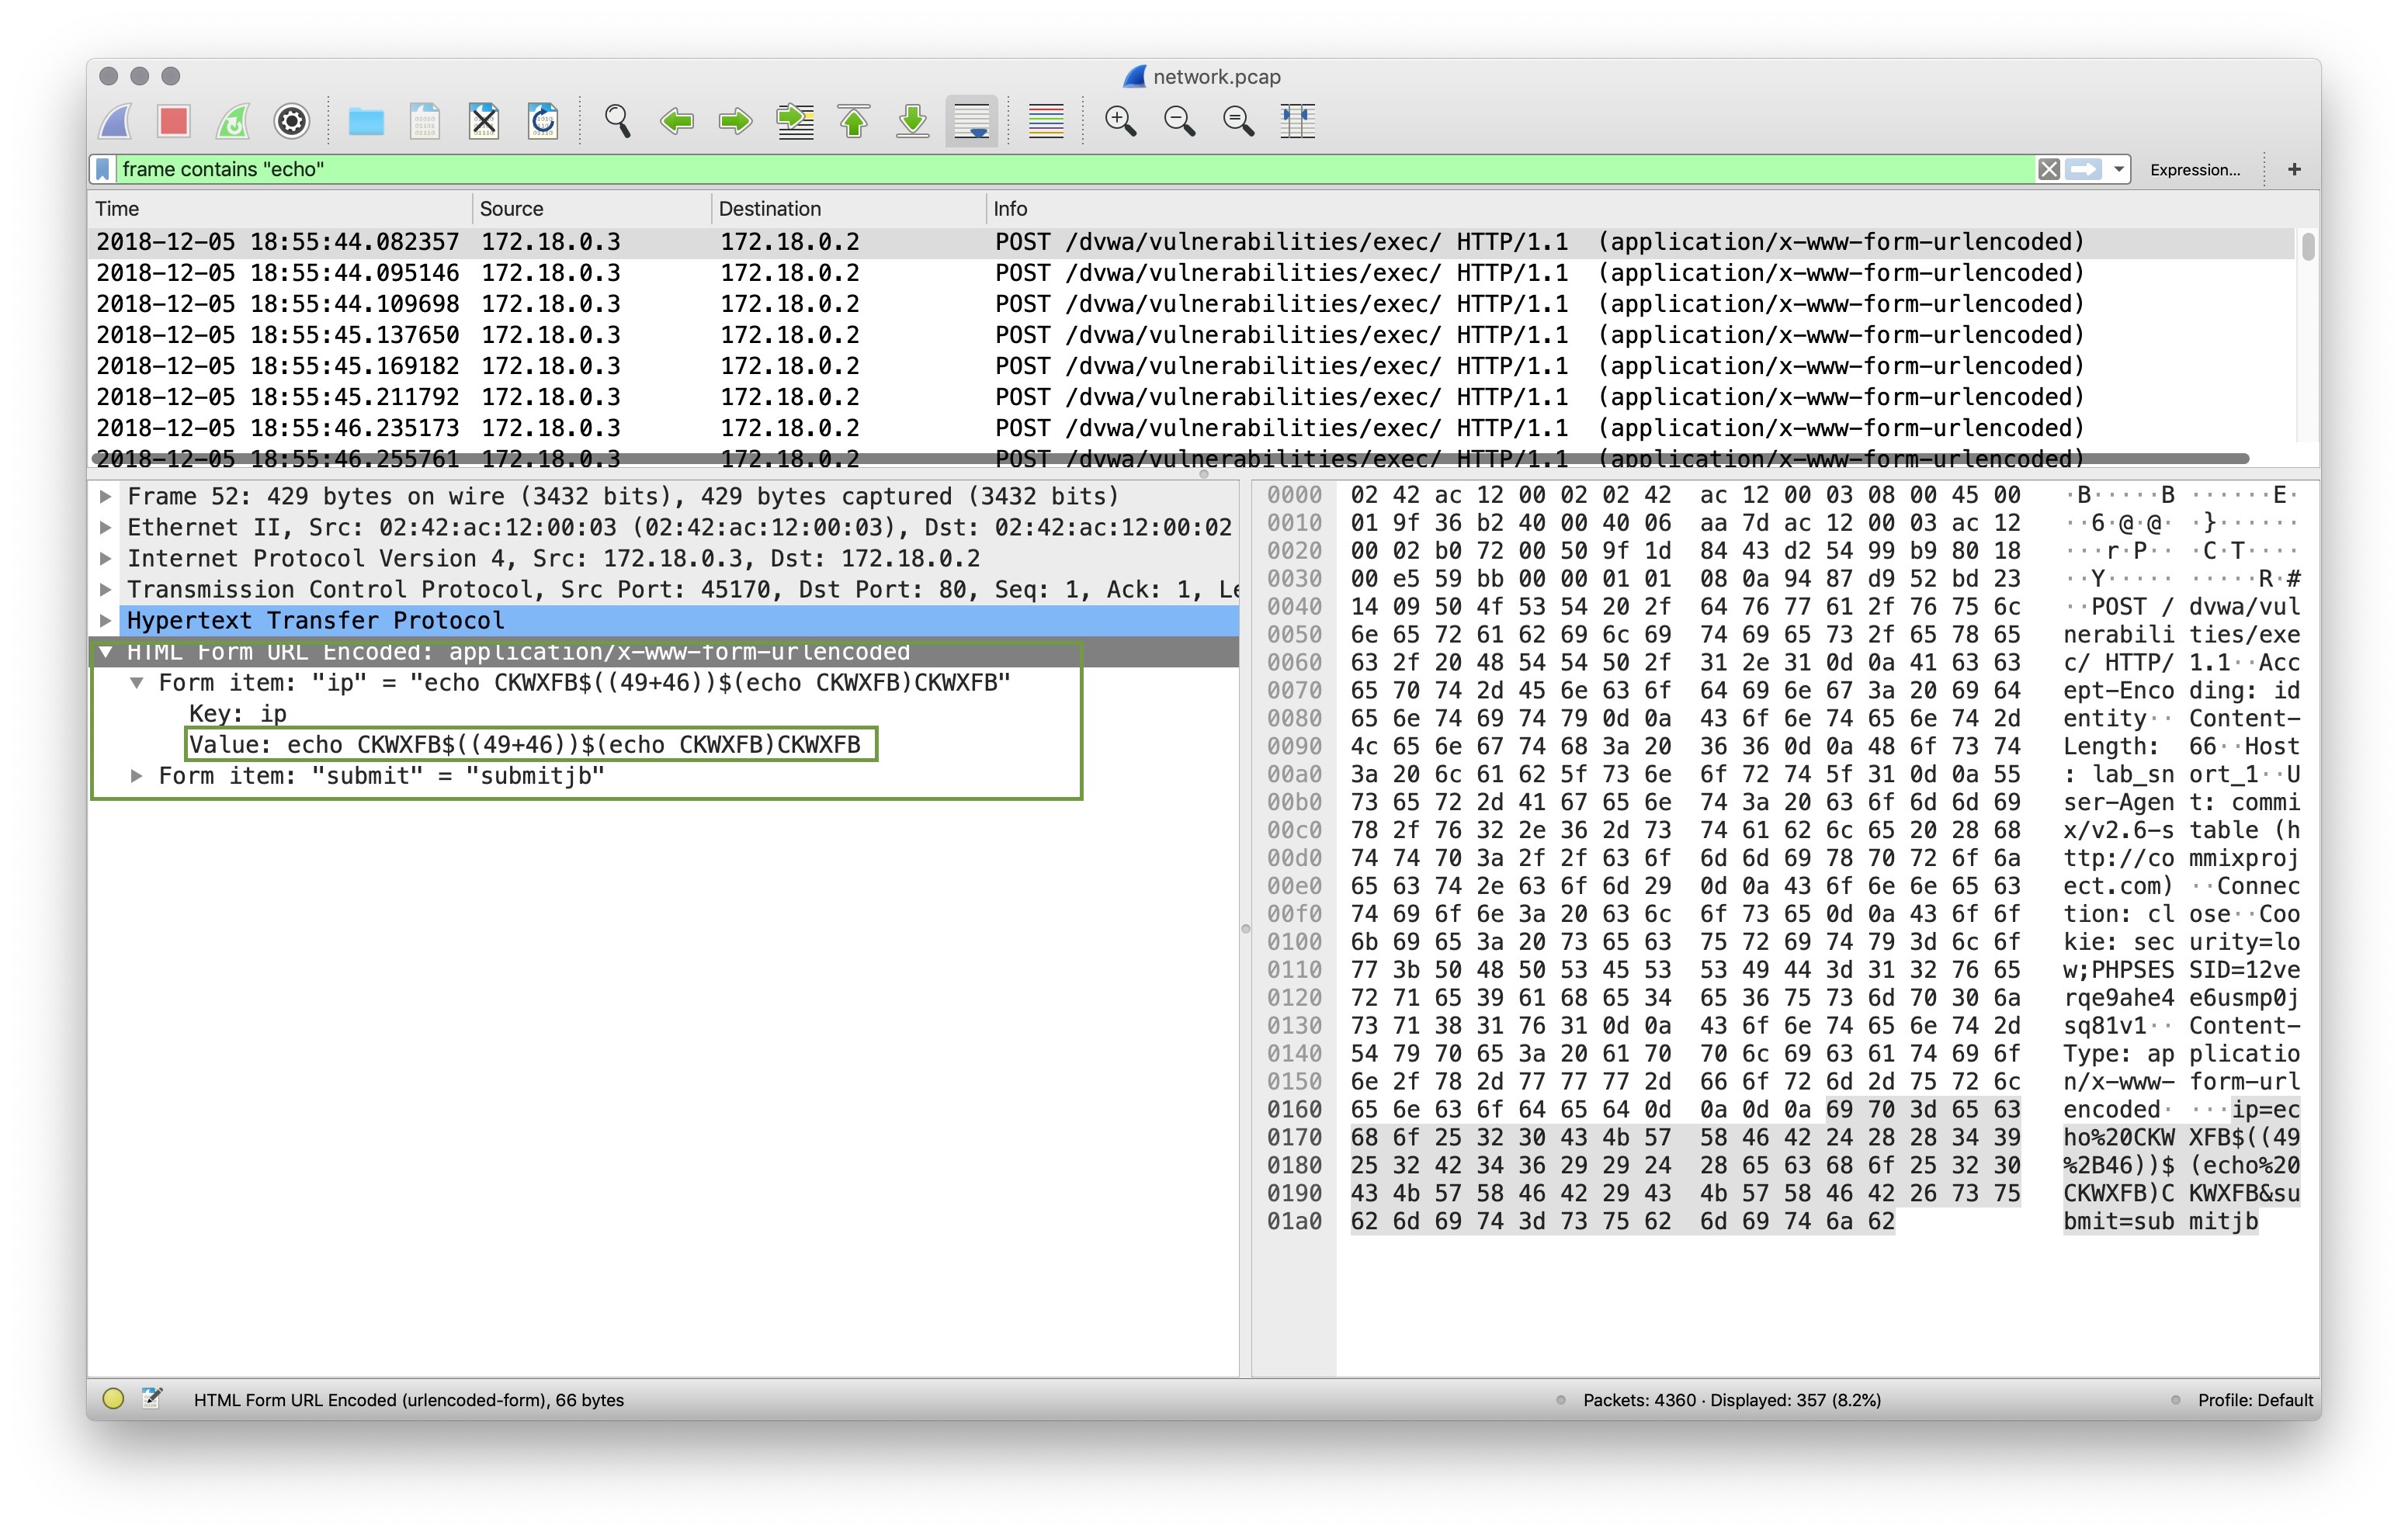 network.pcap
frame contains "echo"
Expression...
+
Time Source Destination Info
2018-12-05 18:55:44.082357 172.18.0.3 172.18.0.2 POST /dvwa/vulnerabilities/exec/ HTTP/1.1 (application/x-www-form-urlencoded)
2018-12-05 18:55:44.095146 172.18.0.3 172.18.0.2 POST /dvwa/vulnerabilities/exec/ HTTP/1.1 (application/x-www-form-urlencoded)
2018-12-05 18:55:44.109698 172.18.0.3 172.18.0.2 POST /dvwa/vulnerabilities/exec/ HTTP/1.1 (application/x-www-form-urlencoded)
2018-12-05 18:55:45.137650 172.18.0.3 172.18.0.2 POST /dvwa/vulnerabilities/exec/ HTTP/1.1 (application/x-www-form-urlencoded)
2018-12-05 18:55:45.169182 172.18.0.3 172.18.0.2 POST /dvwa/vulnerabilities/exec/ HTTP/1.1 (application/x-www-form-urlencoded)
2018-12-05 18:55:45.211792 172.18.0.3 172.18.0.2 POST /dvwa/vulnerabilities/exec/ HTTP/1.1 (application/x-www-form-urlencoded)
2018-12-05 18:55:46.235173 172.18.0.3 172.18.0.2 POST /dvwa/vulnerabilities/exec/ HTTP/1.1 (application/x-www-form-urlencoded)
2018-12-05 18:55:46.255761 172.18.0.3 172.18.0.2 POST /dvwa/vulnerabilities/exec/ HTTP/1.1 (application/x-www-form-urlencoded)
Frame 52: 429 bytes on wire (3432 bits), 429 bytes captured (3432 bits)
Ethernet II, Src: 02:42:ac:12:00:03 (02:42:ac:12:00:03), Dst: 02:42:ac:12:00:02
Internet Protocol Version 4, Src: 172.18.0.3, Dst: 172.18.0.2
Transmission Control Protocol, Src Port: 45170, Dst Port: 80, Seq: 1, Ack: 1, Le
Hypertext Transfer Protocol
HTML Form URL Encoded: application/x-www-form-urlencoded
Form item: "ip" = "echo CKWXFB$((49+46))$(echo CKWXFB)CKWXFB"
Key: ip
Value: echo CKWXFB$((49+46))$(echo CKWXFB)CKWXFB
Form item: "submit" = "submitjb"
0000 02 42 ac 12 00 02 02 42 ac 12 00 03 08 00 45 00 ·B·····B ······E·
0010 01 9f 36 b2 40 00 40 06 aa 7d ac 12 00 03 ac 12 ··6·@·@· ·}······
0020 00 02 b0 72 00 50 9f 1d 84 43 d2 54 99 b9 80 18 ···r·P·· ·C·T····
0030 00 e5 59 bb 00 00 01 01 08 0a 94 87 d9 52 bd 23 ··Y····· ·····R·#
0040 14 09 50 4f 53 54 20 2f 64 76 77 61 2f 76 75 6c ··POST / dvwa/vul
0050 6e 65 72 61 62 69 6c 69 74 69 65 73 2f 65 78 65 nerabili ties/exe
0060 63 2f 20 48 54 54 50 2f 31 2e 31 0d 0a 41 63 63 c/ HTTP/ 1.1··Acc
0070 65 70 74 2d 45 6e 63 6f 64 69 6e 67 3a 20 69 64 ept-Enco ding: id
0080 65 6e 74 69 74 79 0d 0a 43 6f 6e 74 65 6e 74 2d entity·· Content-
0090 4c 65 6e 67 74 68 3a 20 36 36 0d 0a 48 6f 73 74 Length:  66··Host
00a0 3a 20 6c 61 62 5f 73 6e 6f 72 74 5f 31 0d 0a 55 : lab_sn ort_1··U
00b0 73 65 72 2d 41 67 65 6e 74 3a 20 63 6f 6d 6d 69 ser-Agen t: commi
00c0 78 2f 76 32 2e 36 2d 73 74 61 62 6c 65 20 28 68 x/v2.6-s table (h
00d0 74 74 70 3a 2f 2f 63 6f 6d 6d 69 78 70 72 6f 6a ttp://co mmixproj
00e0 65 63 74 2e 63 6f 6d 29 0d 0a 43 6f 6e 6e 65 63 ect.com) ··Connec
00f0 74 69 6f 6e 3a 20 63 6c 6f 73 65 0d 0a 43 6f 6f tion: cl ose··Coo
0100 6b 69 65 3a 20 73 65 63 75 72 69 74 79 3d 6c 6f kie: sec urity=lo
0110 77 3b 50 48 50 53 45 53 53 49 44 3d 31 32 76 65 w;PHPSES SID=12ve
0120 72 71 65 39 61 68 65 34 65 36 75 73 6d 70 30 6a rqe9ahe4 e6usmp0j
0130 73 71 38 31 76 31 0d 0a 43 6f 6e 74 65 6e 74 2d sq81v1·· Content-
0140 54 79 70 65 3a 20 61 70 70 6c 69 63 61 74 69 6f Type: ap plicatio
0150 6e 2f 78 2d 77 77 77 2d 66 6f 72 6d 2d 75 72 6c n/x-www- form-url
0160 65 6e 63 6f 64 65 64 0d 0a 0d 0a 69 70 3d 65 63 encoded· ···ip=ec
0170 68 6f 25 32 30 43 4b 57 58 46 42 24 28 28 34 39 ho%20CKW XFB$((49
0180 25 32 42 34 36 29 29 24 28 65 63 68 6f 25 32 30 %2B46))$ (echo%20
0190 43 4b 57 58 46 42 29 43 4b 57 58 46 42 26 73 75 CKWXFB)C KWXFB&su
01a0 62 6d 69 74 3d 73 75 62 6d 69 74 6a 62 bmit=sub mitjb
HTML Form URL Encoded (urlencoded-form), 66 bytes
Packets: 4360 · Displayed: 357 (8.2%)
Profile: Default